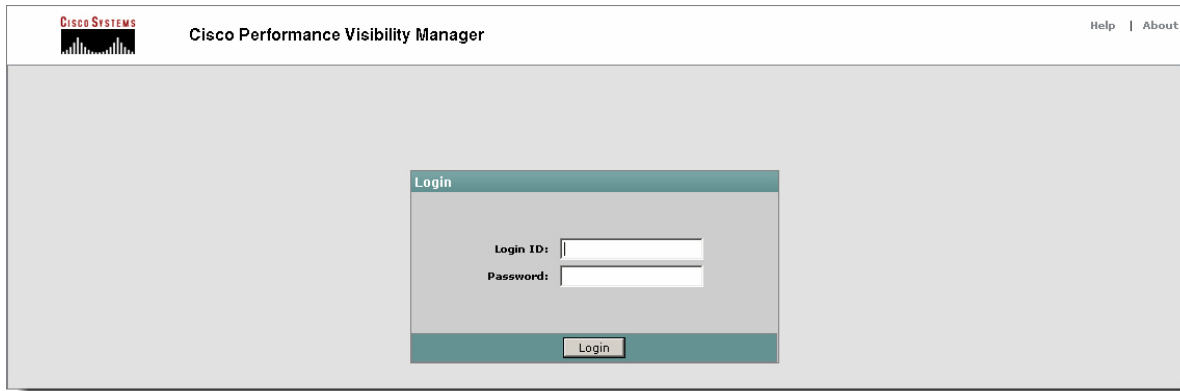 CISCO SYSTEMS
Cisco Performance Visibility Manager
Help | About
Login
Login ID:
Password:
Login